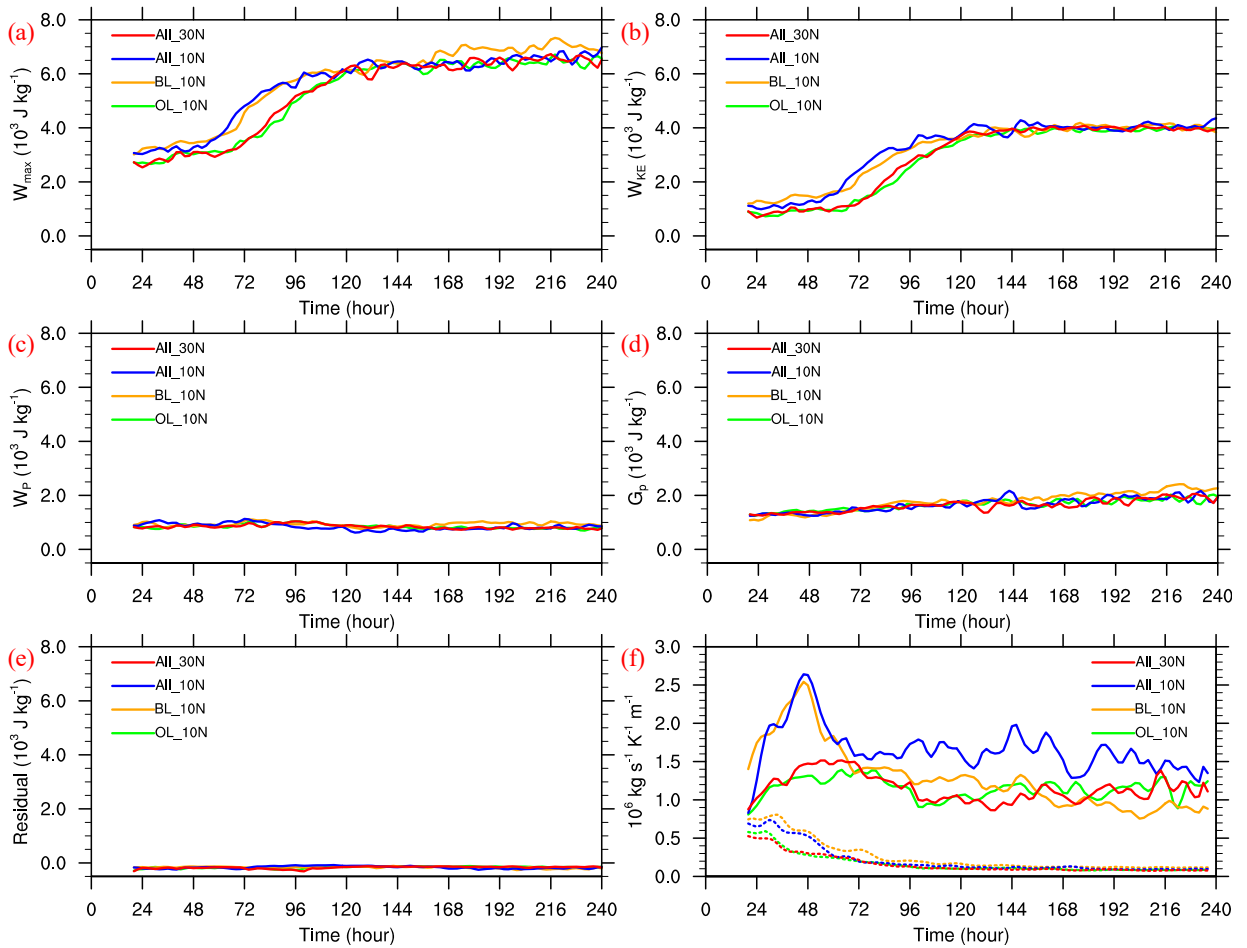 (a)
W_max (10^3 J kg^-1)
8.0
6.0
4.0
2.0
0.0
All_30N
All_10N
BL_10N
OL_10N
0 24 48 72 96 120 144 168 192 216 240
Time (hour)
(b)
W_KE (10^3 J kg^-1)
8.0
6.0
4.0
2.0
0.0
All_30N
All_10N
BL_10N
OL_10N
0 24 48 72 96 120 144 168 192 216 240
Time (hour)
(c)
W_P (10^3 J kg^-1)
8.0
6.0
4.0
2.0
0.0
All_30N
All_10N
BL_10N
OL_10N
0 24 48 72 96 120 144 168 192 216 240
Time (hour)
(d)
G_p (10^3 J kg^-1)
8.0
6.0
4.0
2.0
0.0
All_30N
All_10N
BL_10N
OL_10N
0 24 48 72 96 120 144 168 192 216 240
Time (hour)
(e)
Residual (10^3 J kg^-1)
8.0
6.0
4.0
2.0
0.0
All_30N
All_10N
BL_10N
OL_10N
0 24 48 72 96 120 144 168 192 216 240
Time (hour)
(f)
10^6 kg s^-1 K^-1 m^-1
3.0
2.5
2.0
1.5
1.0
0.5
0.0
All_30N
All_10N
BL_10N
OL_10N
0 24 48 72 96 120 144 168 192 216 240
Time (hour)